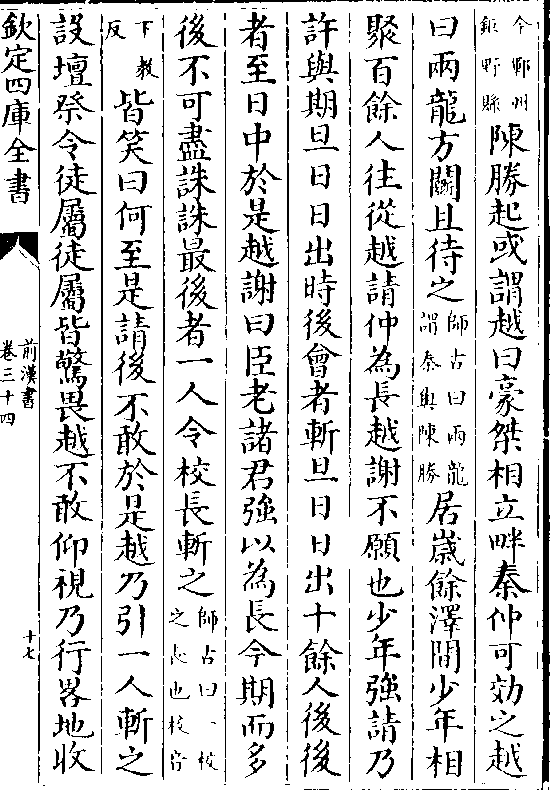 今鄆州鉅野縣陳勝起或謂越曰豪桀相立畔秦仲可効之越
曰兩龍方鬭且待之師古曰兩龍謂秦與陳勝居嵗餘澤間少年相
聚百餘人往從越請仲為長越謝不願也少年強請乃
許與期旦日日出時後會者斬旦日日出十餘人後後
者至日中於是越謝曰臣老諸君強以為長今期而多
後不可盡誅誅最後者一人令校長斬之師古曰一校之長也校音
下教反皆笑曰何至是請後不敢於是越乃引一人斬之
設壇祭令徒屬徒屬皆驚畏越不敢仰視乃行畧地收
欽定四庫全書
前漢書
卷三十四
十七